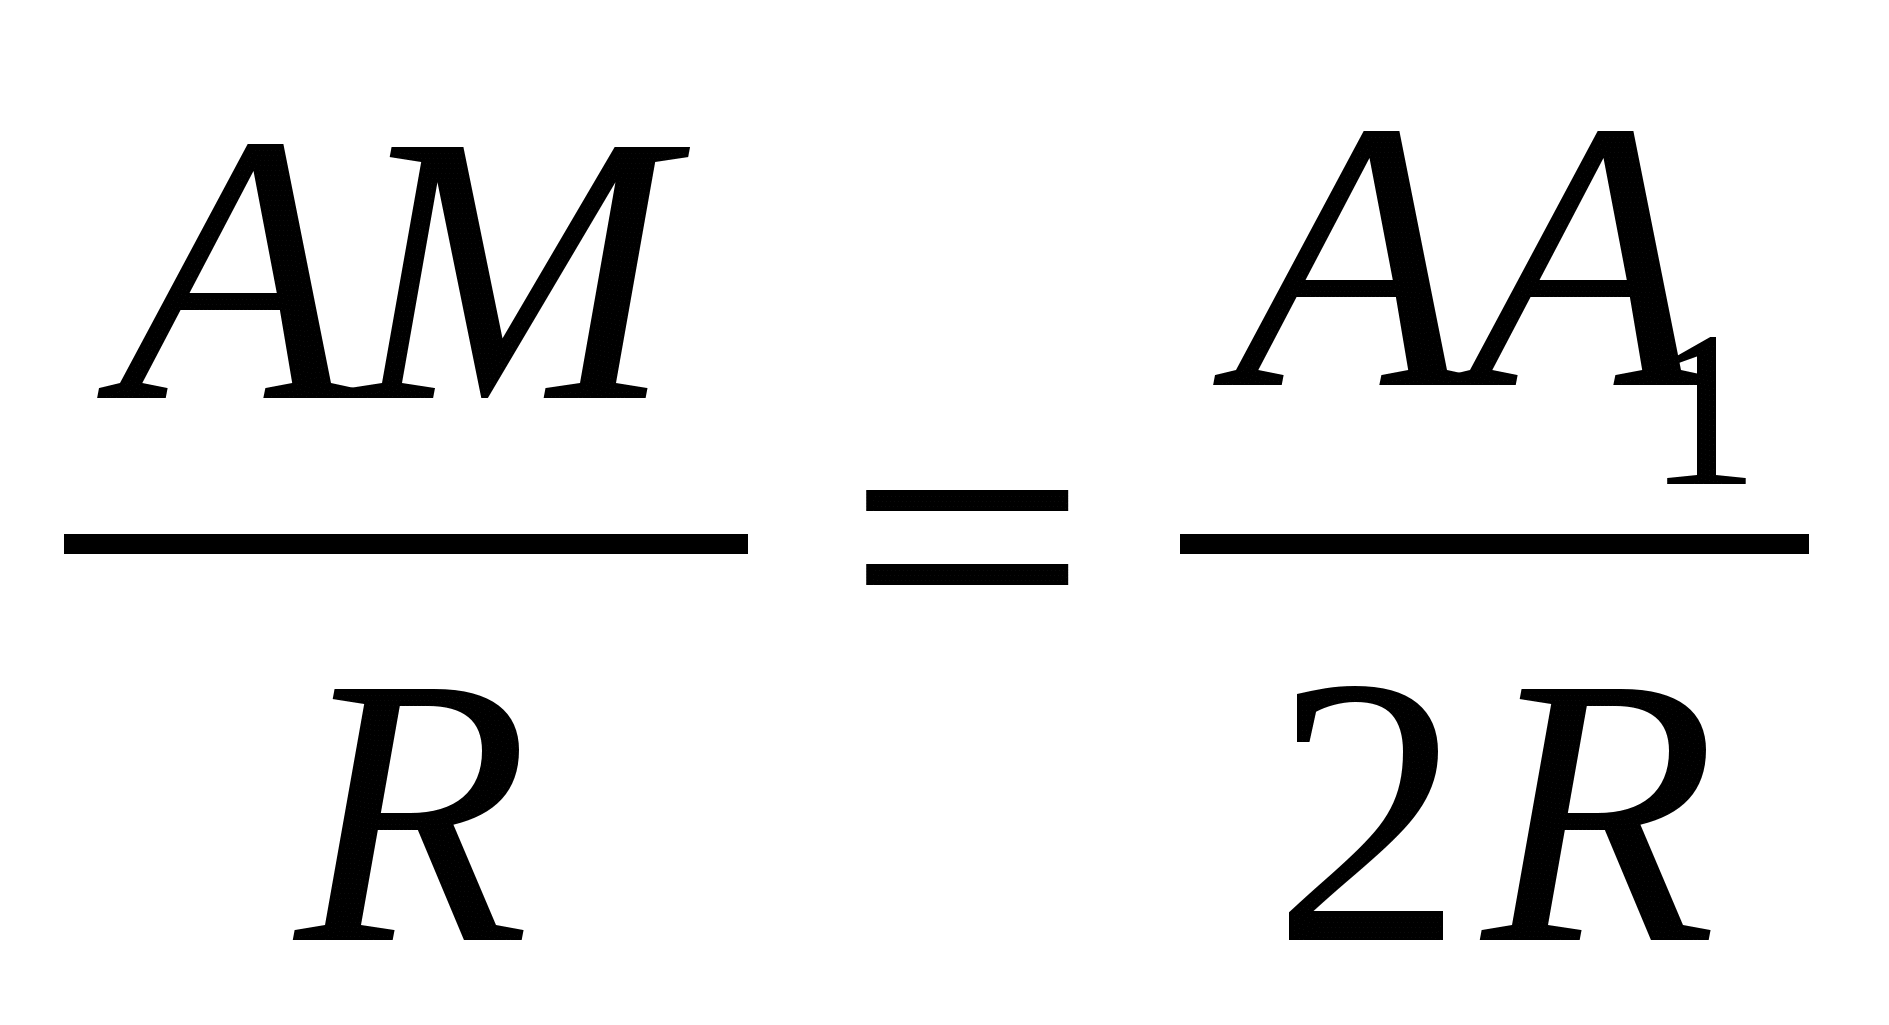 AM/R = AA₁/2R